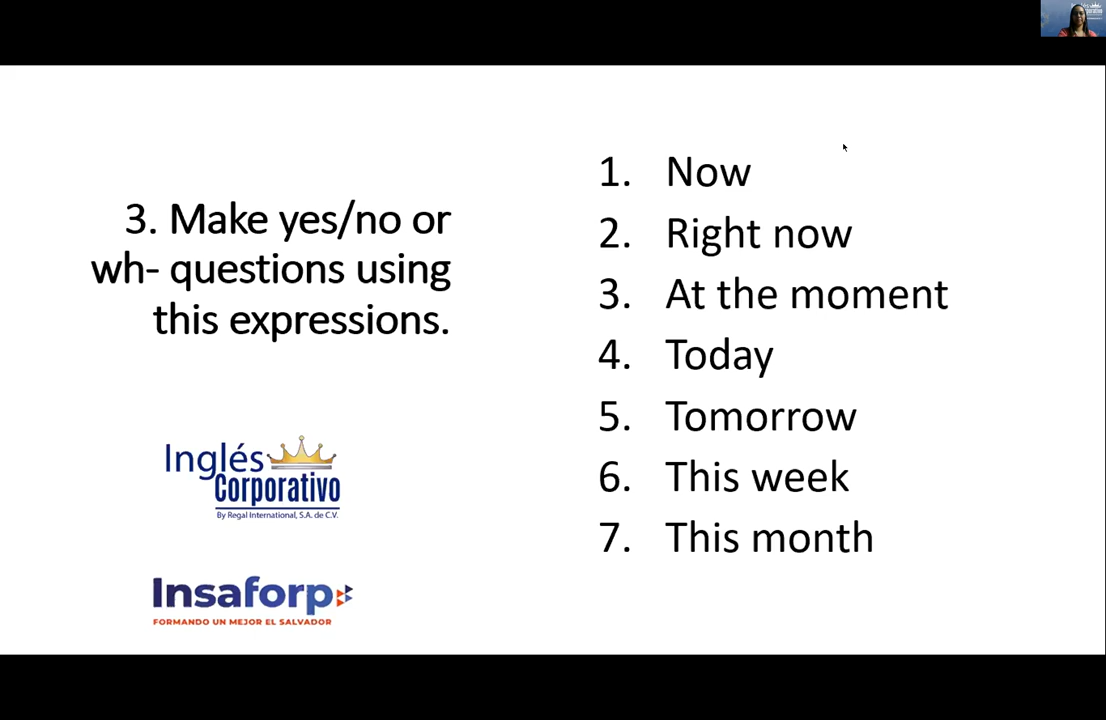 3. Make yes/no or
wh- questions using
this expressions.
1. Now
2. Right now
3. At the moment
4. Today
5. Tomorrow
6. This week
7. This month
Inglés
Corporativo
By Regal International, S.A. de C.V.
Insaforp
FORMANDO UN MEJOR EL SALVADOR